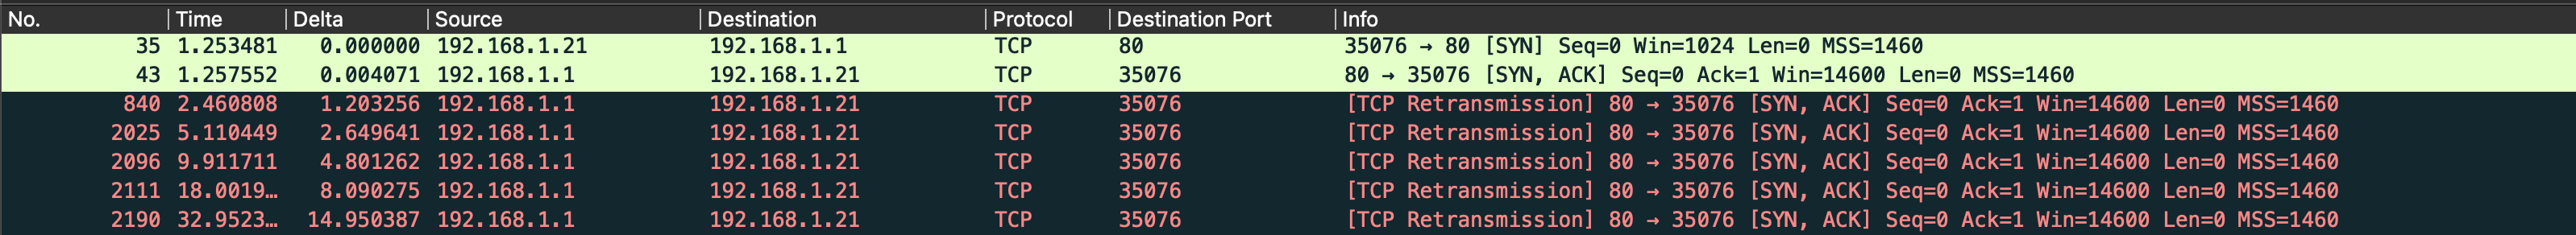 No. Time Delta Source Destination Protocol Destination Port Info
35 1.253481 0.000000 192.168.1.21 192.168.1.1 TCP 80 35076 → 80 [SYN] Seq=0 Win=1024 Len=0 MSS=1460
43 1.257552 0.004071 192.168.1.1 192.168.1.21 TCP 35076 80 → 35076 [SYN, ACK] Seq=0 Ack=1 Win=14600 Len=0 MSS=1460
840 2.460808 1.203256 192.168.1.1 192.168.1.21 TCP 35076 [TCP Retransmission] 80 → 35076 [SYN, ACK] Seq=0 Ack=1 Win=14600 Len=0 MSS=1460
2025 5.110449 2.649641 192.168.1.1 192.168.1.21 TCP 35076 [TCP Retransmission] 80 → 35076 [SYN, ACK] Seq=0 Ack=1 Win=14600 Len=0 MSS=1460
2096 9.911711 4.801262 192.168.1.1 192.168.1.21 TCP 35076 [TCP Retransmission] 80 → 35076 [SYN, ACK] Seq=0 Ack=1 Win=14600 Len=0 MSS=1460
2111 18.0019… 8.090275 192.168.1.1 192.168.1.21 TCP 35076 [TCP Retransmission] 80 → 35076 [SYN, ACK] Seq=0 Ack=1 Win=14600 Len=0 MSS=1460
2190 32.9523… 14.950387 192.168.1.1 192.168.1.21 TCP 35076 [TCP Retransmission] 80 → 35076 [SYN, ACK] Seq=0 Ack=1 Win=14600 Len=0 MSS=1460